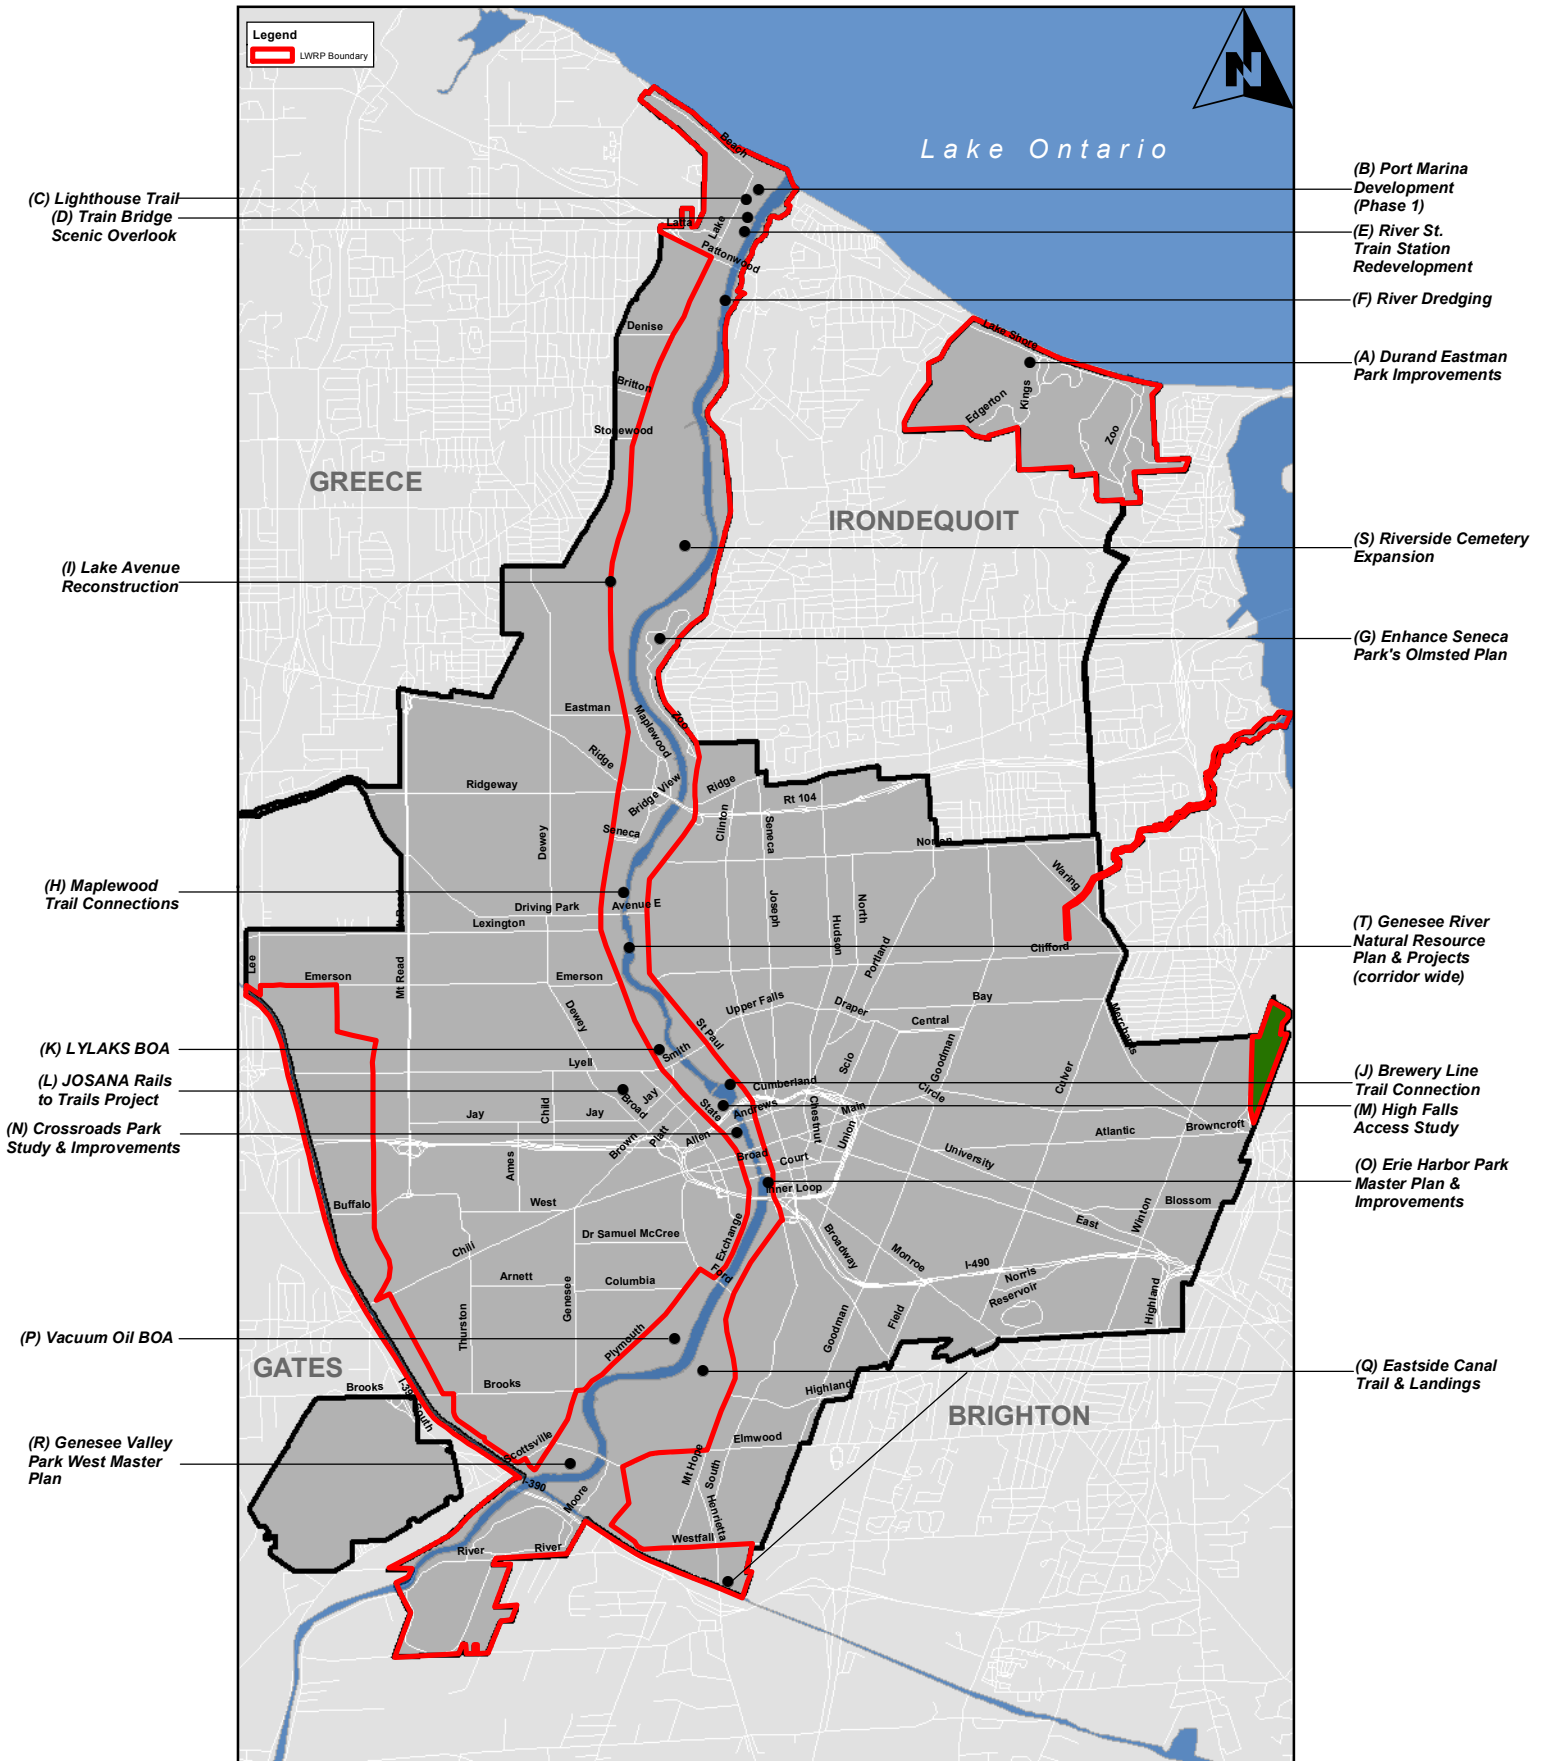 Legend
LWRP Boundary
N
Lake Ontario
(C) Lighthouse Trail
(D) Train Bridge
Scenic Overlook
(I) Lake Avenue
Reconstruction
(H) Maplewood
Trail Connections
(K) LYLAKS BOA
(L) JOSANA Rails
to Trails Project
(N) Crossroads Park
Study & Improvements
(P) Vacuum Oil BOA
(R) Genesee Valley
Park West Master
Plan
(B) Port Marina
Development
(Phase 1)
(E) River St.
Train Station
Redevelopment
(F) River Dredging
(A) Durand Eastman
Park Improvements
(S) Riverside Cemetery
Expansion
(G) Enhance Seneca
Park's Olmsted Plan
(T) Genesee River
Natural Resource
Plan & Projects
(corridor wide)
(J) Brewery Line
Trail Connection
(M) High Falls
Access Study
(O) Erie Harbor Park
Master Plan &
Improvements
(Q) Eastside Canal
Trail & Landings
GREECE
IRONDEQUOIT
GATES
BRIGHTON
Beach
Latta
Lake
Pattonwood
Denise
Britton
Stonewood
Lake Shore
Kings
Edgerton
Zoo
Eastman
Maplewood
Zoo
Ridge
Ridgeway
Bridge View
Ridge
Rt 104
Seneca
Dewey
Clinton
Seneca
Norton
Waring
Driving Park
Avenue E
Lexington
Joseph
Hudson
North
Portland
Clifford
Lee
Emerson
Mt Read
Emerson
Dewey
Upper Falls
Draper
Bay
Central
Merchants
St Paul
Smith
Lyell
Scio
Goodman
Culver
Cumberland
Circle
Jay
Child
Jay
Broad
Jay
State
Andrews
Chestnut
Main
Union
Platt
Brown
Allen
Atlantic
Browncroft
University
Broad
Court
Ames
West
Inner Loop
Buffalo
Blossom
East
Winton
Chili
Dr Samuel McCree
Exchange
Broadway
Monroe
I-490
Norris
Reservoir
Highland
Arnett
Genesee
Columbia
Ford
Thurston
Plymouth
Goodman
Field
Brooks
Brooks
Highland
South
Scottsville
Elmwood
Mt Hope
South
I-390
Moore
Henrietta
Westfall
River
River